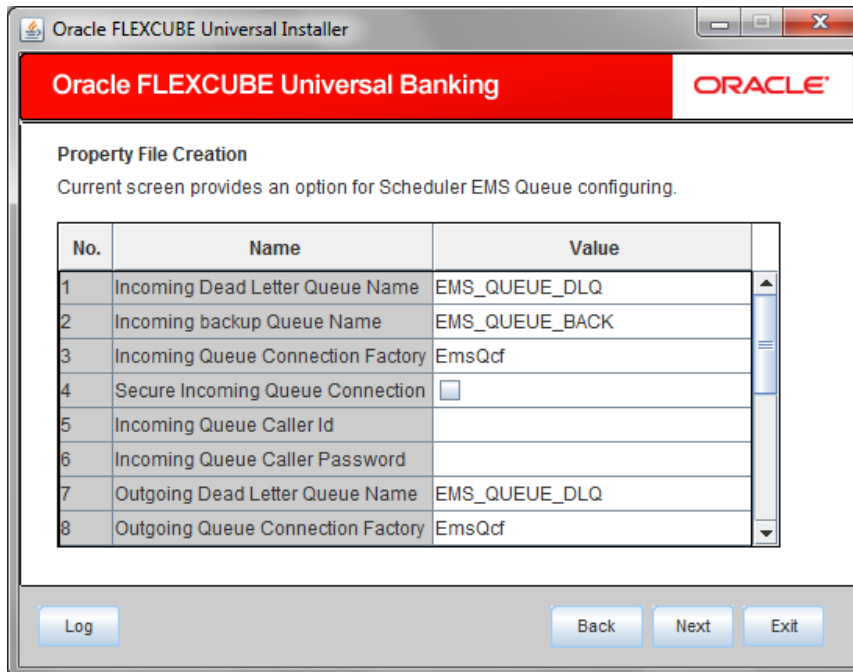 Oracle FLEXCUBE Universal Installer
Oracle FLEXCUBE Universal Banking
ORACLE
Property File Creation
Current screen provides an option for Scheduler EMS Queue configuring.
No. Name Value
1 Incoming Dead Letter Queue Name EMS_QUEUE_DLQ
2 Incoming backup Queue Name EMS_QUEUE_BACK
3 Incoming Queue Connection Factory EmsQcf
4 Secure Incoming Queue Connection
5 Incoming Queue Caller Id
6 Incoming Queue Caller Password
7 Outgoing Dead Letter Queue Name EMS_QUEUE_DLQ
8 Outgoing Queue Connection Factory EmsQcf
Log Back Next Exit